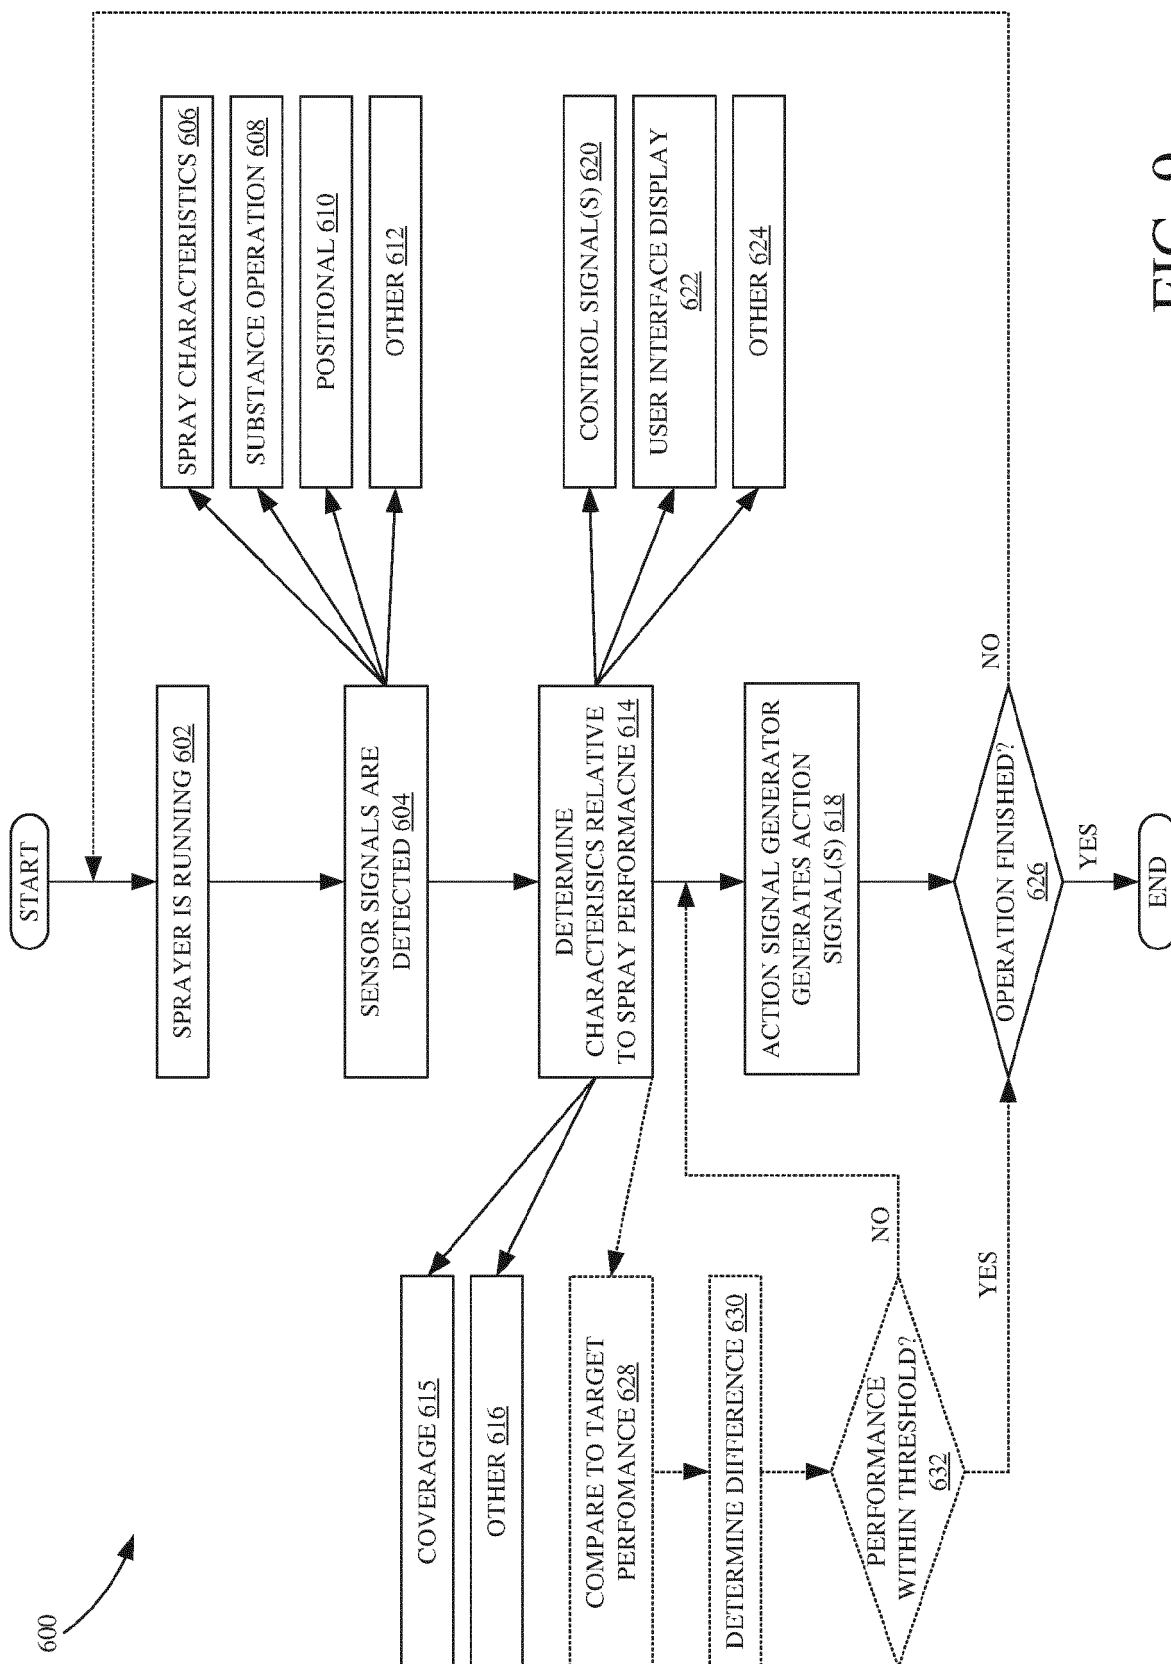 600
START
SPRAYER IS RUNNING 602
SENSOR SIGNALS ARE
DETECTED 604
SPRAY CHARACTERISTICS 606
SUBSTANCE OPERATION 608
POSITIONAL 610
OTHER 612
DETERMINE
CHARACTERISICS RELATIVE
TO SPRAY PERFORMACNE 614
COVERAGE 615
OTHER 616
CONTROL SIGNAL(S) 620
USER INTERFACE DISPLAY
622
OTHER 624
COMPARE TO TARGET
PERFOMANCE 628
DETERMINE DIFFERENCE 630
PERFORMANCE
WITHIN THRESHOLD?
632
NO
YES
ACTION SIGNAL GENERATOR
GENERATES ACTION
SIGNAL(S) 618
OPERATION FINISHED?
626
NO
YES
END
FIG. 9